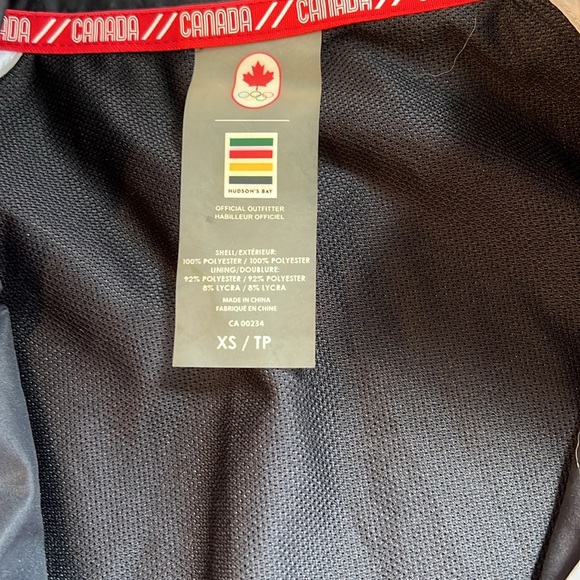 ADA // CANADA // CANADA // CANADA
HUDSON'S BAY
OFFICIAL OUTFITTER
HABILLEUR OFFICIEL
SHELL/EXTÉRIEUR:
100% POLYESTER / 100% POLYESTER
LINING/DOUBLURE:
92% POLYESTER / 92% POLYESTER
8% LYCRA / 8% LYCRA
MADE IN CHINA
FABRIQUÉ EN CHINE
CA 00234
XS / TP